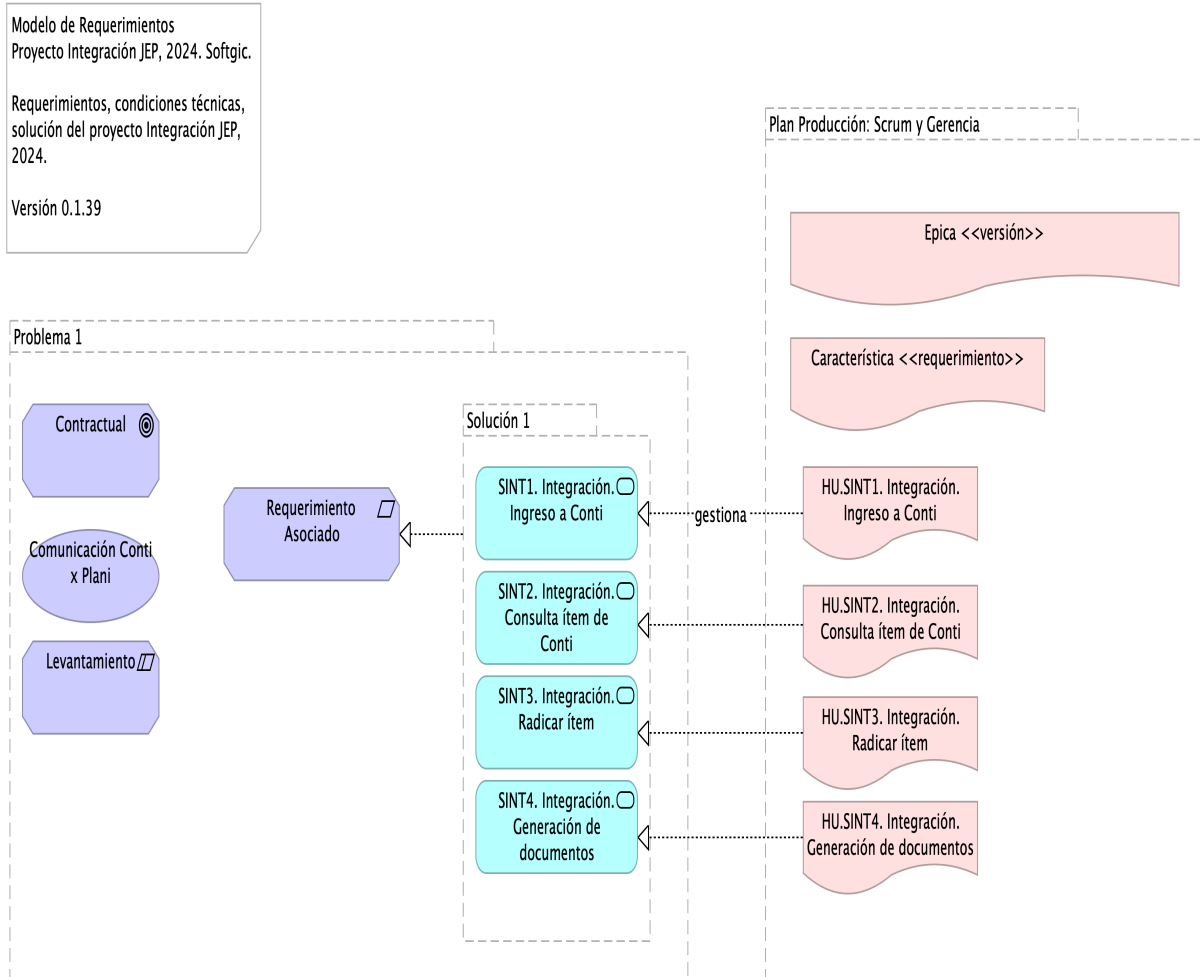 Modelo de Requerimientos
Proyecto Integración JEP, 2024. Softgic.
Requerimientos, condiciones técnicas,
solución del proyecto Integración JEP,
2024.
Versión 0.1.39
Plan Producción: Scrum y Gerencia
Epica <<versión>>
Característica <<requerimiento>>
Problema 1
Contractual
Comunicación Conti
x Plani
Levantamiento
Requerimiento
Asociado
Solución 1
SINT1. Integración.
Ingreso a Conti
SINT2. Integración.
Consulta ítem de
Conti
SINT3. Integración.
Radicar ítem
SINT4. Integración.
Generación de
documentos
gestiona
HU.SINT1. Integración.
Ingreso a Conti
HU.SINT2. Integración.
Consulta ítem de Conti
HU.SINT3. Integración.
Radicar ítem
HU.SINT4. Integración.
Generación de documentos